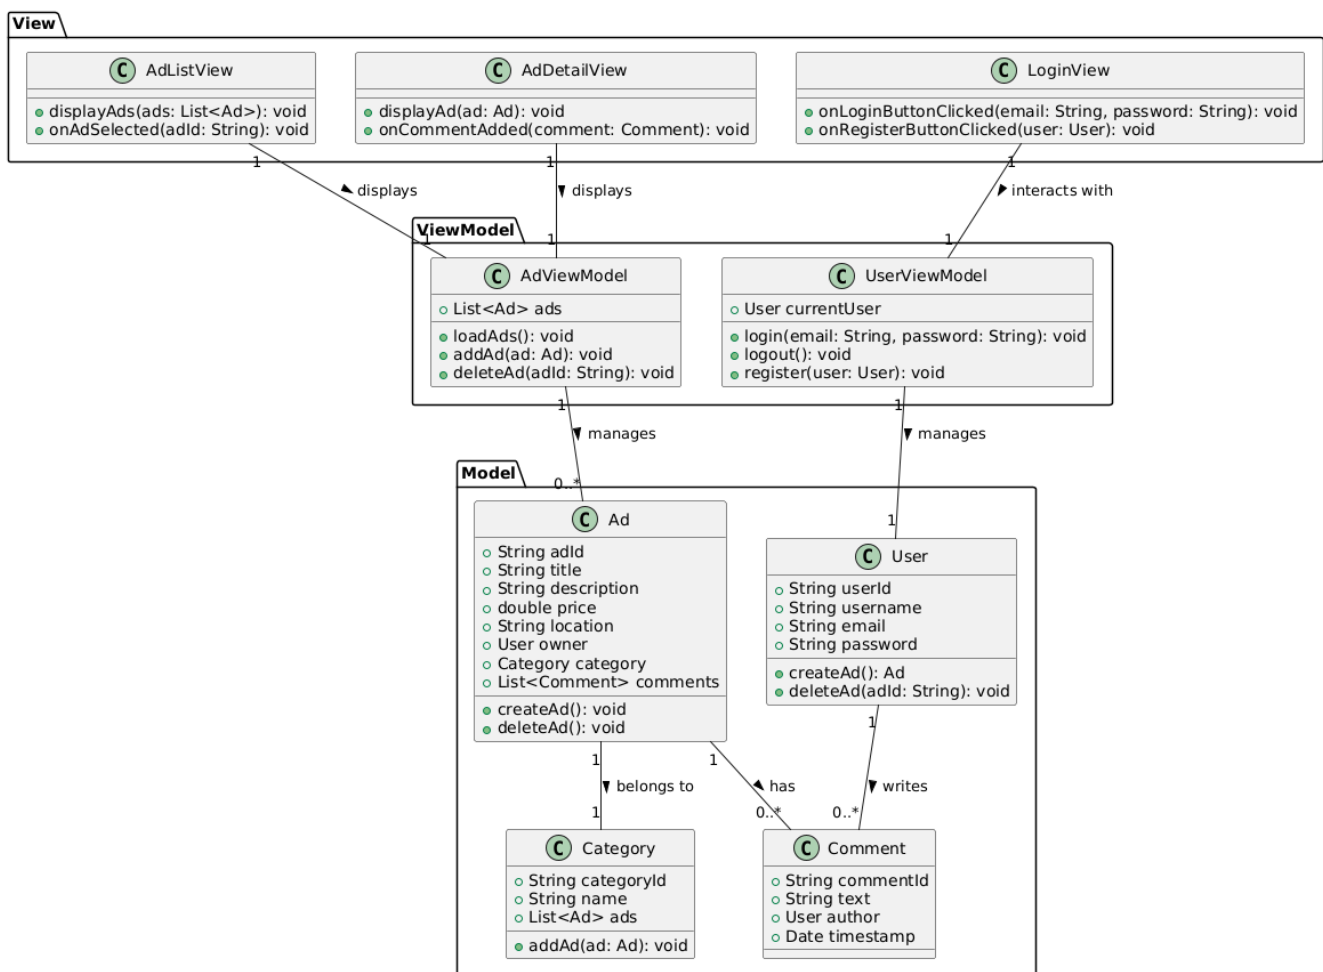 View
C AdListView
displayAds(ads: List<Ad>): void
onAdSelected(adId: String): void
C AdDetailView
displayAd(ad: Ad): void
onCommentAdded(comment: Comment): void
C LoginView
onLoginButtonClicked(email: String, password: String): void
onRegisterButtonClicked(user: User): void
1
1
1
displays
displays
interacts with
ViewModel
1
1
1
C AdViewModel
List<Ad> ads
loadAds(): void
addAd(ad: Ad): void
deleteAd(adId: String): void
C UserViewModel
User currentUser
login(email: String, password: String): void
logout(): void
register(user: User): void
1
1
manages
manages
Model
0..*
1
C Ad
String adId
String title
String description
double price
String location
User owner
Category category
List<Comment> comments
createAd(): void
deleteAd(): void
C User
String userId
String username
String email
String password
createAd(): Ad
deleteAd(adId: String): void
1
1
1
belongs to
has
writes
1
0..*
0..*
C Category
String categoryId
String name
List<Ad> ads
addAd(ad: Ad): void
C Comment
String commentId
String text
User author
Date timestamp